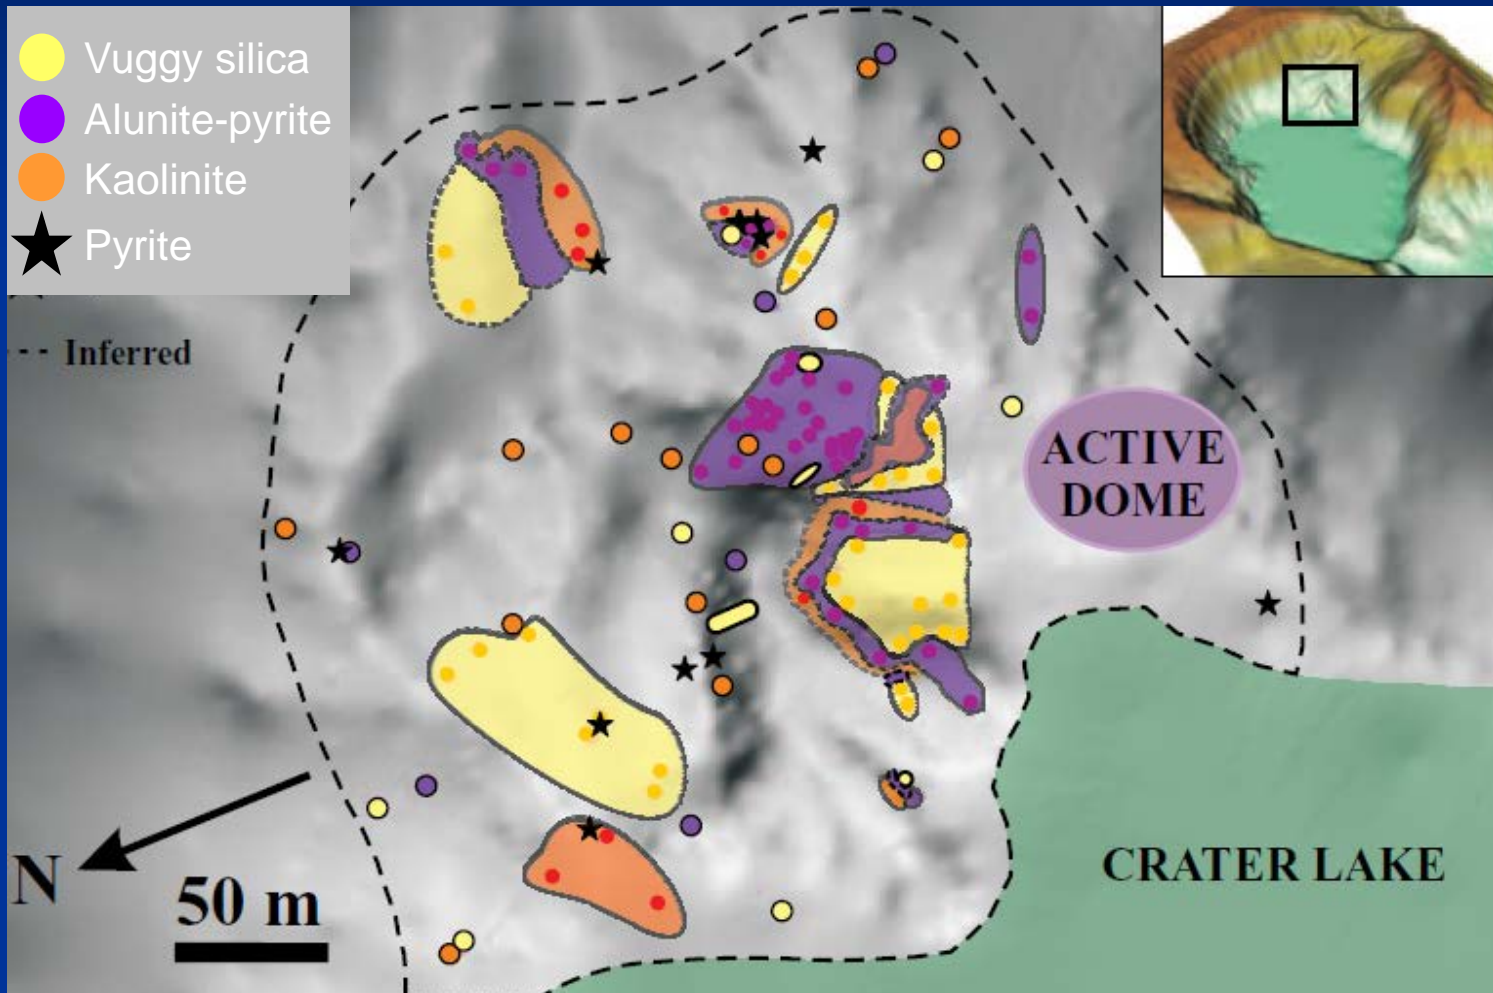 Vuggy silica
Alunite-pyrite
Kaolinite
Pyrite
Inferred
ACTIVE
DOME
CRATER LAKE
N
50 m